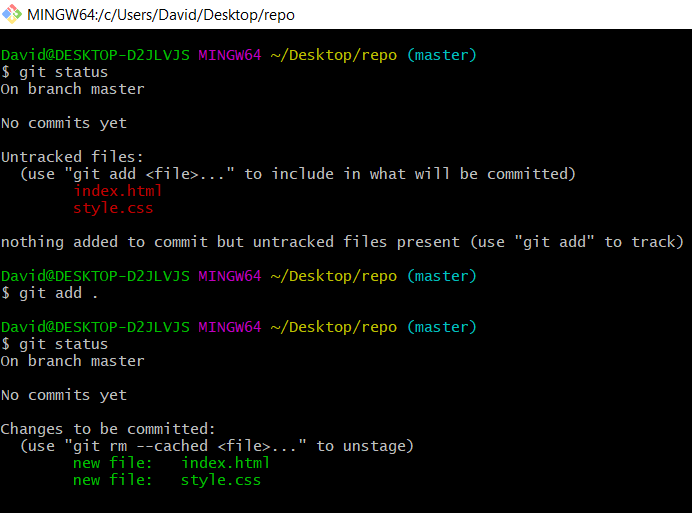 MINGW64:/c/Users/David/Desktop/repo
David@DESKTOP-D2JLVJS MINGW64 ~/Desktop/repo (master)
$ git status
On branch master
No commits yet
Untracked files:
  (use "git add <file>..." to include in what will be committed)
        index.html
        style.css
nothing added to commit but untracked files present (use "git add" to track)
David@DESKTOP-D2JLVJS MINGW64 ~/Desktop/repo (master)
$ git add .
David@DESKTOP-D2JLVJS MINGW64 ~/Desktop/repo (master)
$ git status
On branch master
No commits yet
Changes to be committed:
  (use "git rm --cached <file>..." to unstage)
        new file:   index.html
        new file:   style.css